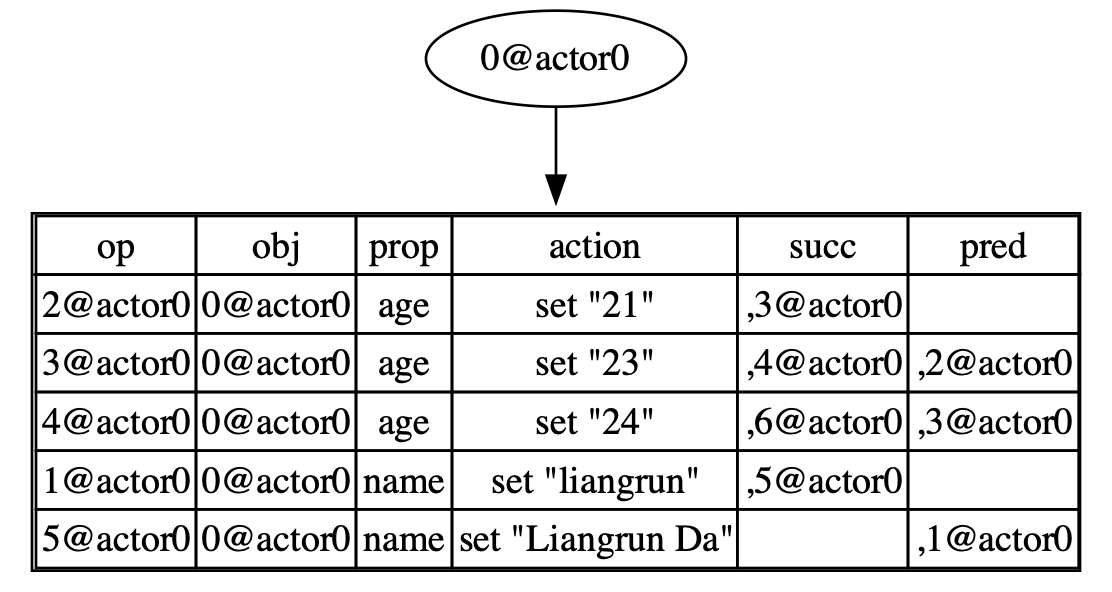 0@actor0
op obj prop action succ pred
2@actor0 0@actor0 age set "21" ,3@actor0
3@actor0 0@actor0 age set "23" ,4@actor0 ,2@actor0
4@actor0 0@actor0 age set "24" ,6@actor0 ,3@actor0
1@actor0 0@actor0 name set "liangrun" ,5@actor0
5@actor0 0@actor0 name set "Liangrun Da" ,1@actor0